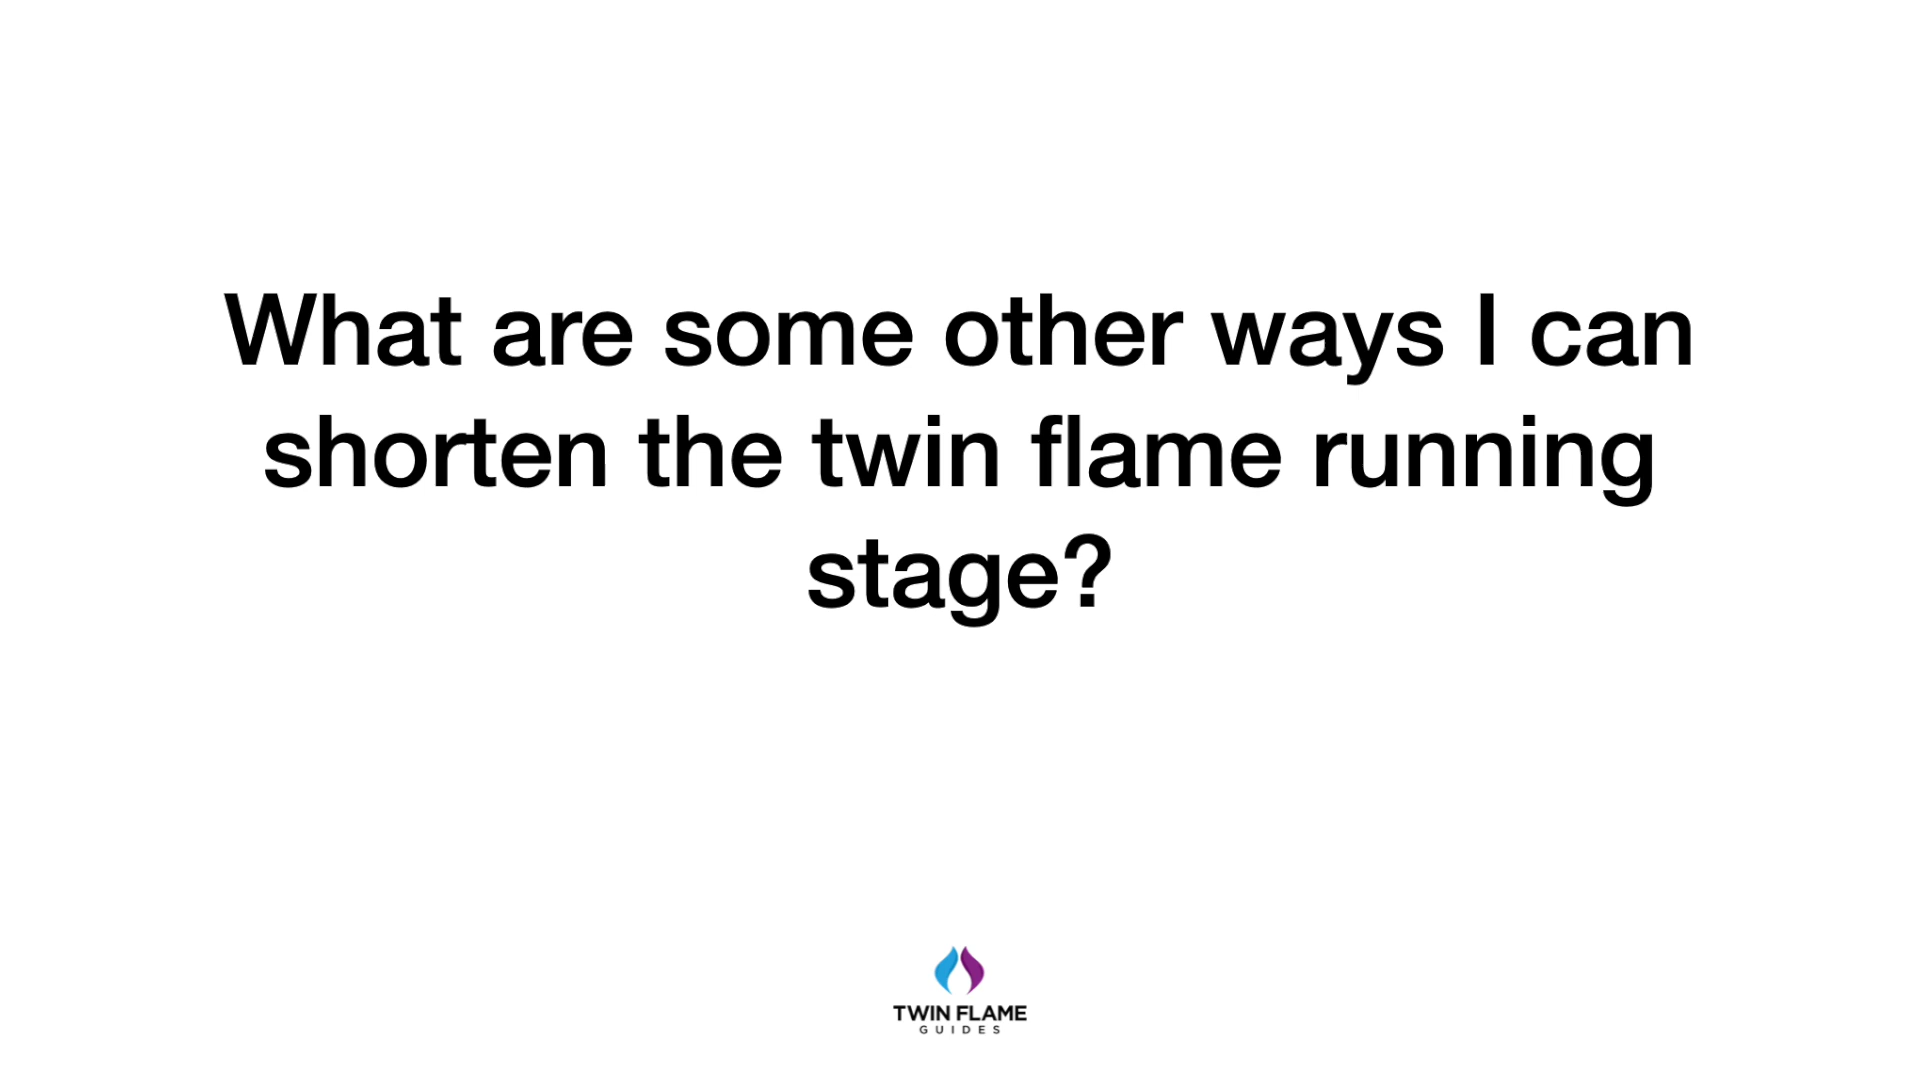 What are some other ways I can
shorten the twin flame running
stage?
TWIN FLAME
GUIDES